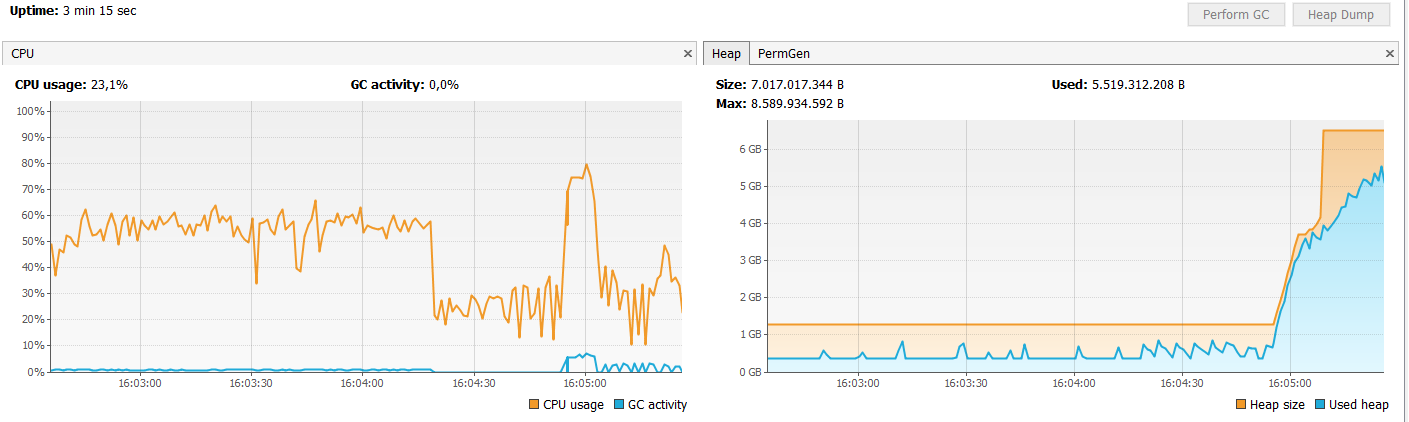 Uptime: 3 min 15 sec
Perform GC
Heap Dump
CPU
CPU usage: 23,1%
GC activity: 0,0%
100%
90%
80%
70%
60%
50%
40%
30%
20%
10%
0%
16:03:00
16:03:30
16:04:00
16:04:30
16:05:00
CPU usage
GC activity
Heap
PermGen
Size: 7.017.017.344 B
Used: 5.519.312.208 B
Max: 8.589.934.592 B
6 GB
5 GB
4 GB
3 GB
2 GB
1 GB
0 GB
16:03:00
16:03:30
16:04:00
16:04:30
16:05:00
Heap size
Used heap